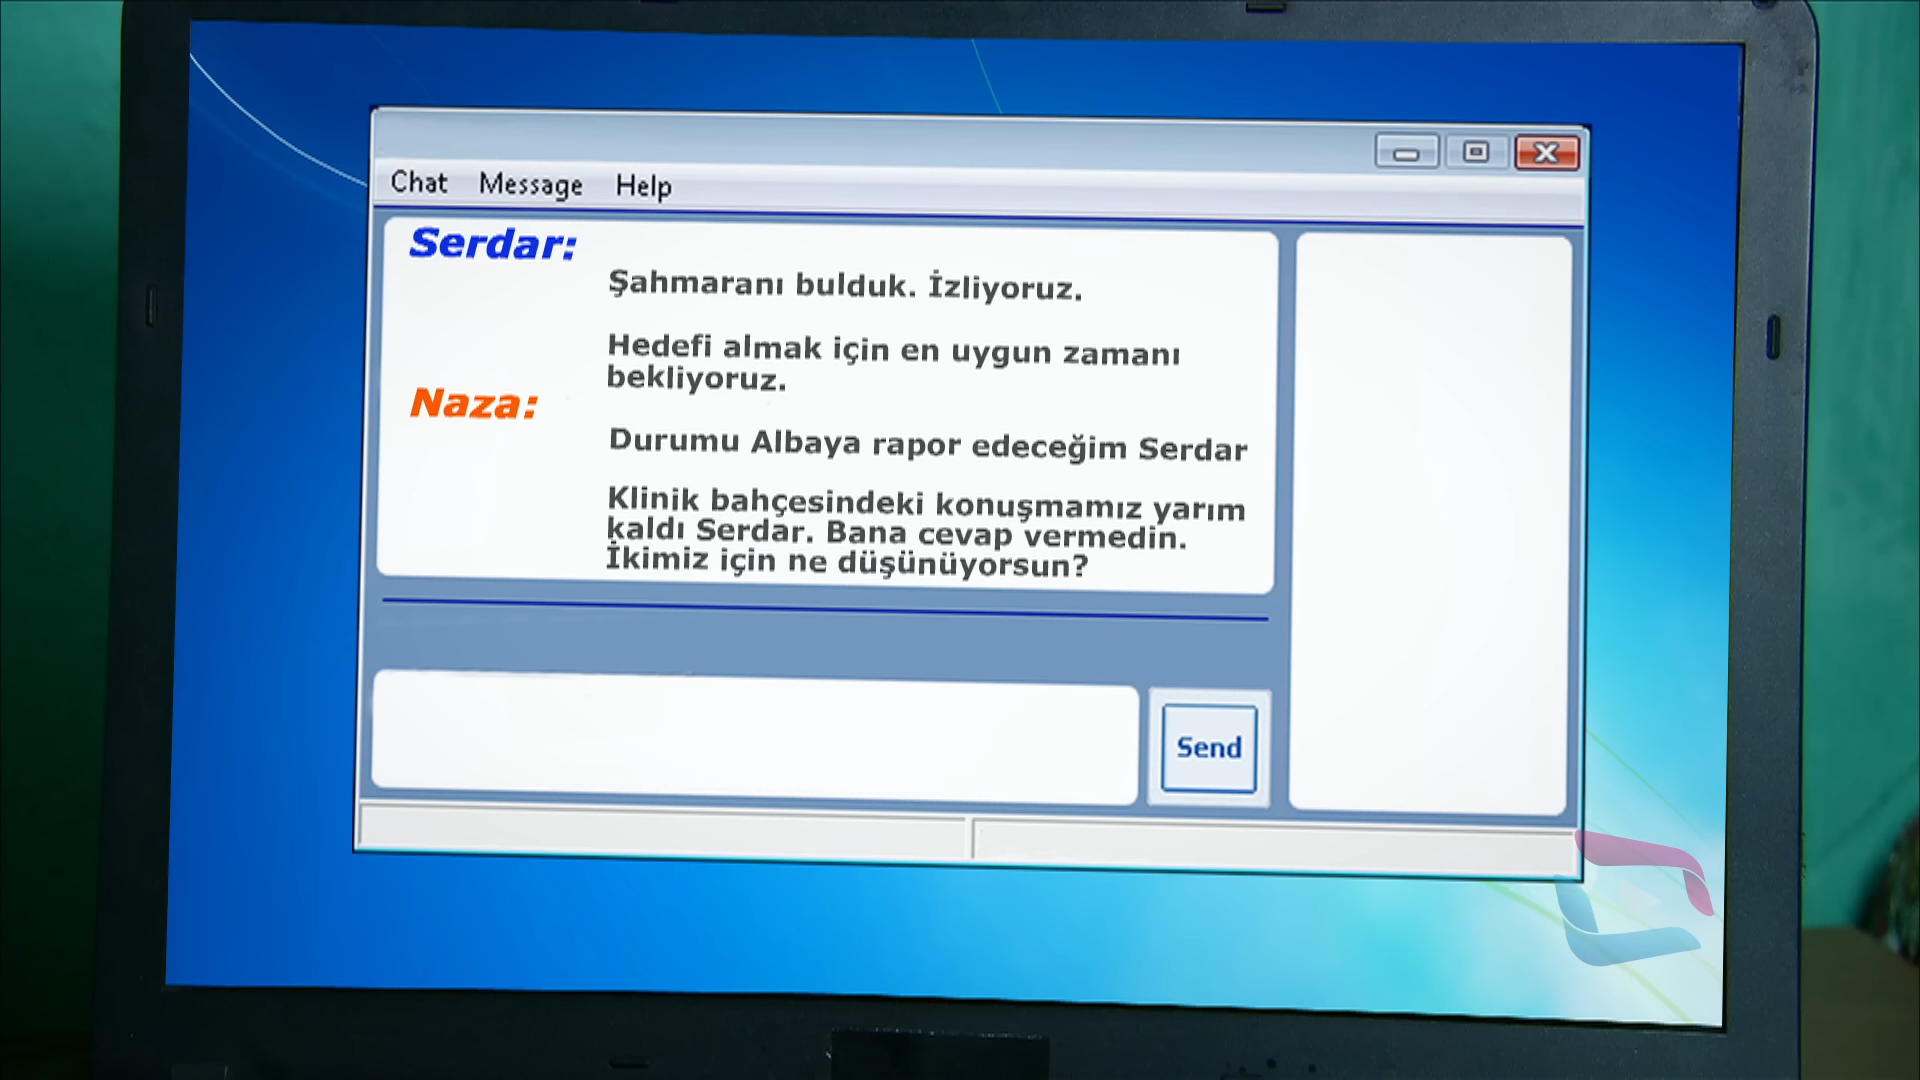 Chat Message Help
Serdar:
Şahmaranı bulduk. İzliyoruz.
Hedefi almak için en uygun zamanı
bekliyoruz.
Naza:
Durumu Albaya rapor edeceğim Serdar
Klinik bahçesindeki konuşmamız yarım
kaldı Serdar. Bana cevap vermedin.
İkimiz için ne düşünüyorsun?
Send